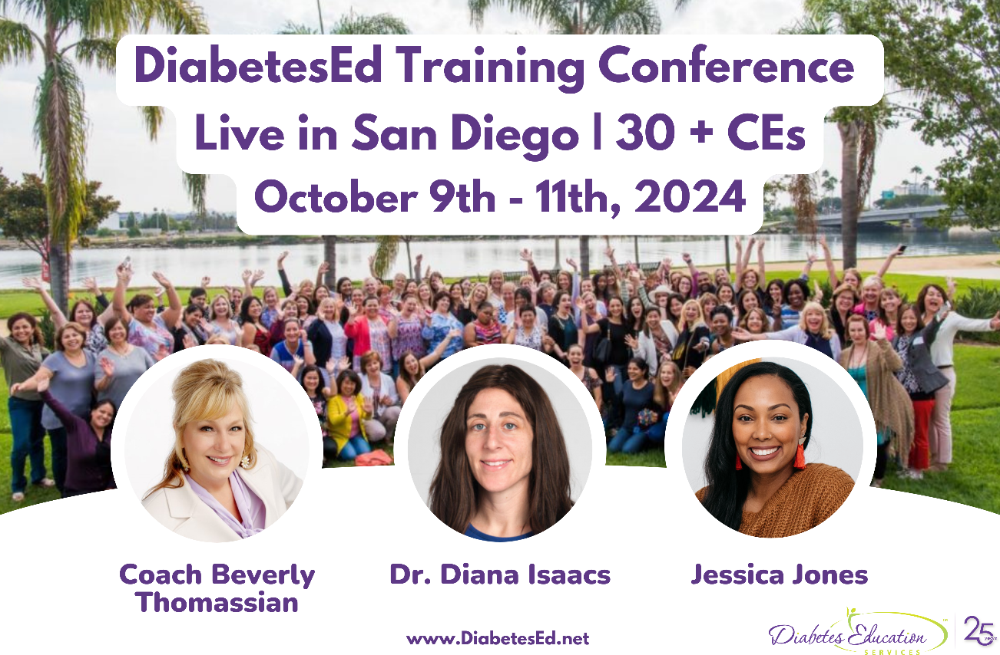 DiabetesEd Training Conference
Live in San Diego | 30 + CEs
October 9th - 11th, 2024
Coach Beverly
Thomassian
Dr. Diana Isaacs
Jessica Jones
www.DiabetesEd.net
Diabetes Education
SERVICES
25